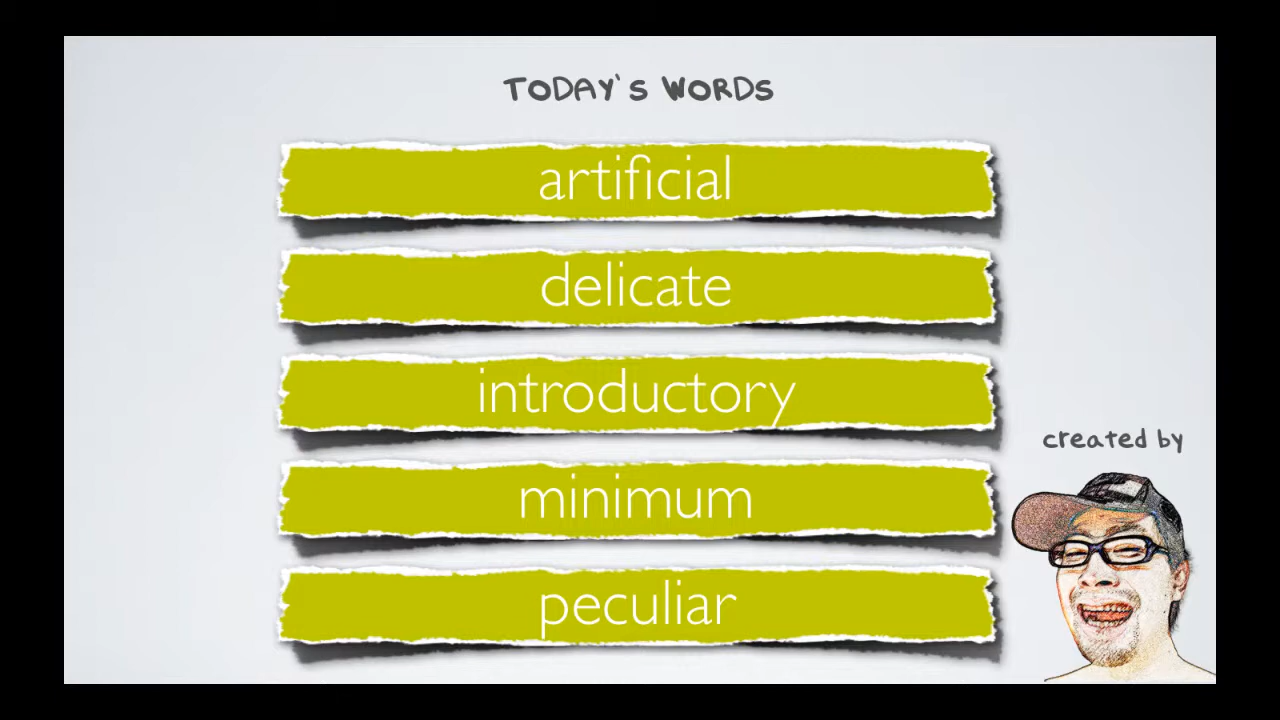 TODAY'S WORDS
artificial
delicate
introductory
minimum
peculiar
created by